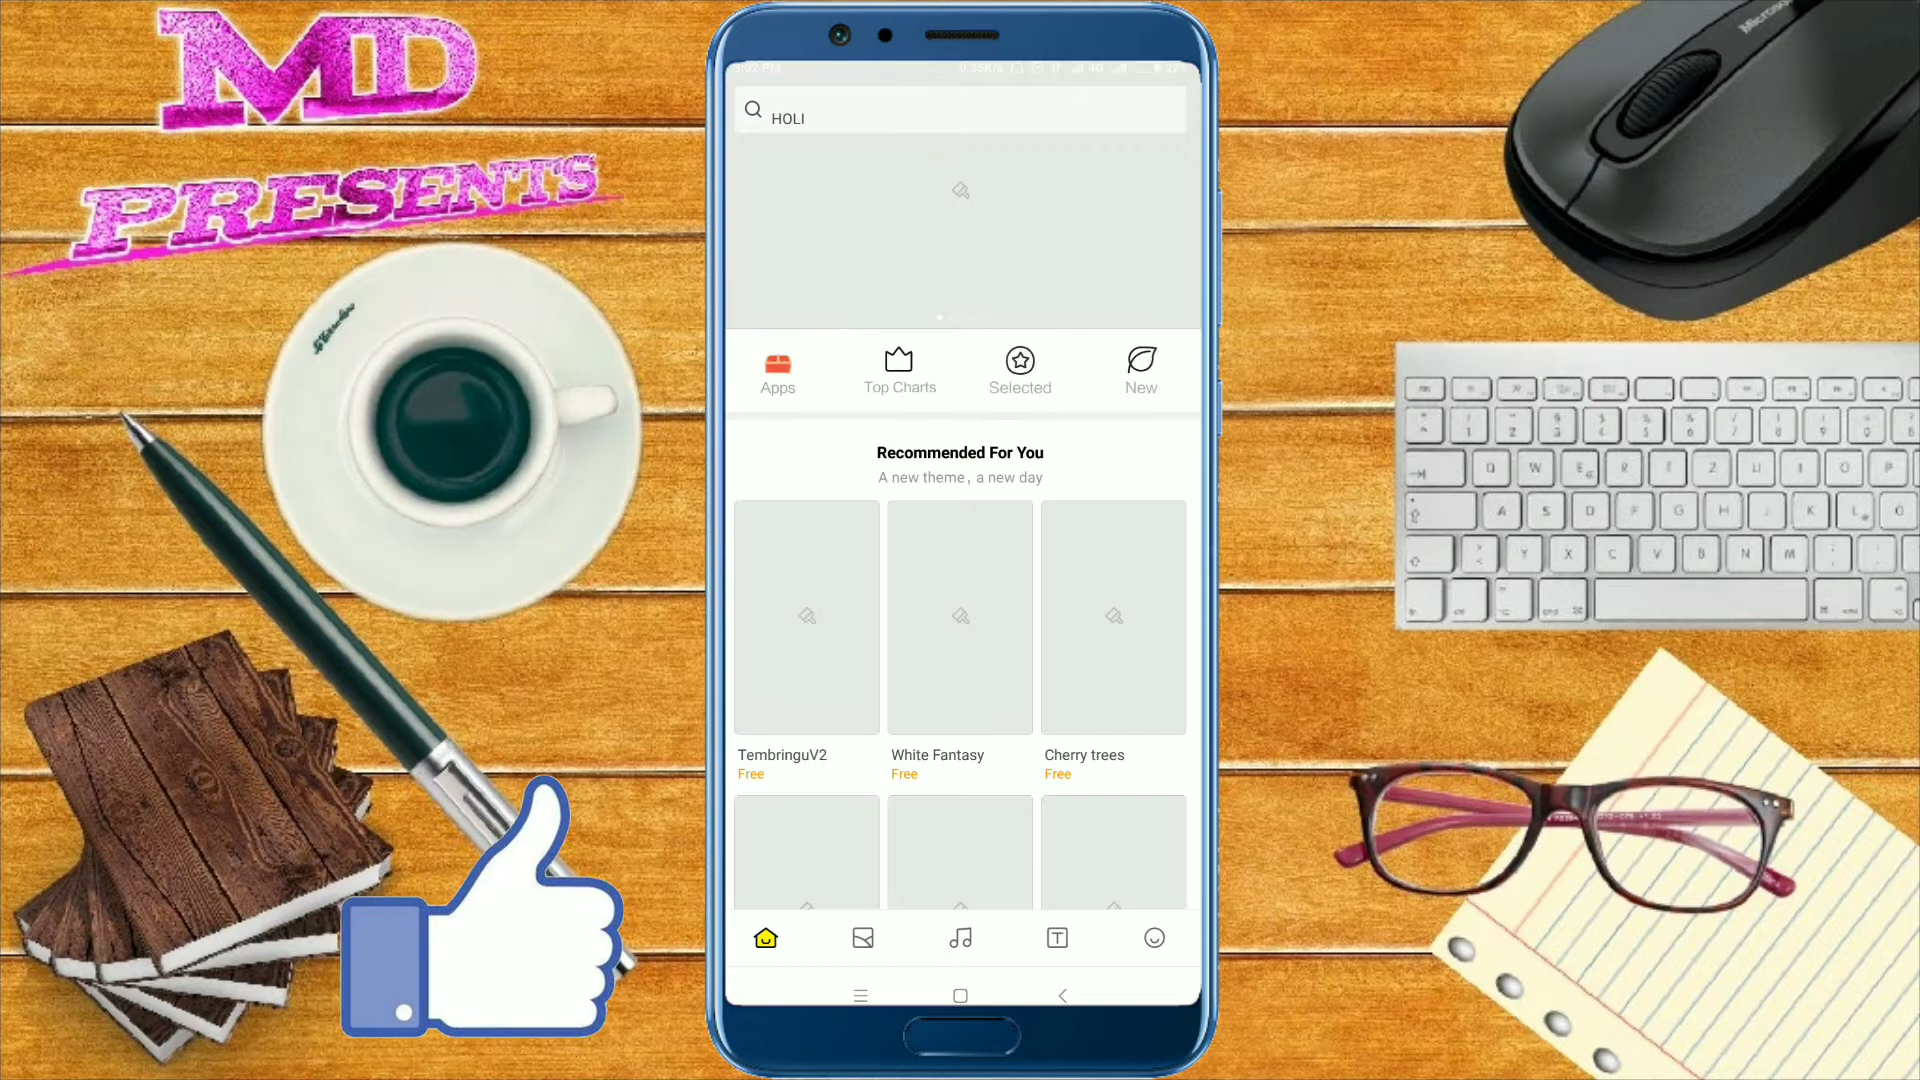 MD
PRESENTS
HOLI
Apps
Top Charts
Selected
New
Recommended For You
A new theme, a new day
TembringuV2
White Fantasy
Cherry trees
Free
Free
Free
Q W E R T Z U I O P
A S D F G H J K L
Y X C V B N M